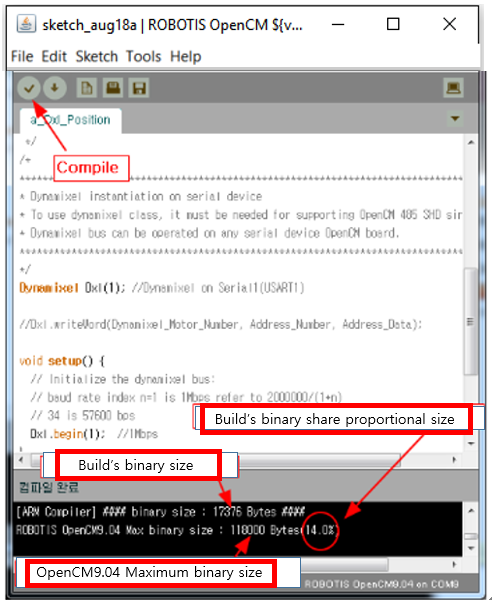 sketch_aug18a | ROBOTIS OpenCM ${v...
File Edit Sketch Tools Help
a_Dxl_Position
*/
Compile
/*
* Dynamixel instantiation on serial device
* To use dynamixel class, it must be needed for supporting OpenCM 485 SHD sir
* Dynamixel bus can be operated on any serial device OpenCM board.
*/
Dynamixel Dxl(1); //Dynamixel on Serial1(USART1)
//Dxl.writeWord(Dynamixel_Motor_Number, Address_Number, Address_Data);
void setup() {
// Initialize the dynamixel bus:
// baud rate index n=1 is 1Mbps refer to 2000000/(1+n)
// 34 is 57600 bps
Build's binary share proportional size
Dxl.begin(1); //1Mbps
Build's binary size
컴파일 완료
[ARM Compiler] #### binary size : 17376 Bytes ####
ROBOTIS OpenCM9.04 Max binary size : 118000 Bytes(14.0%)
OpenCM9.04 Maximum binary size
ROBOTIS OpenCM9.04 on COM9